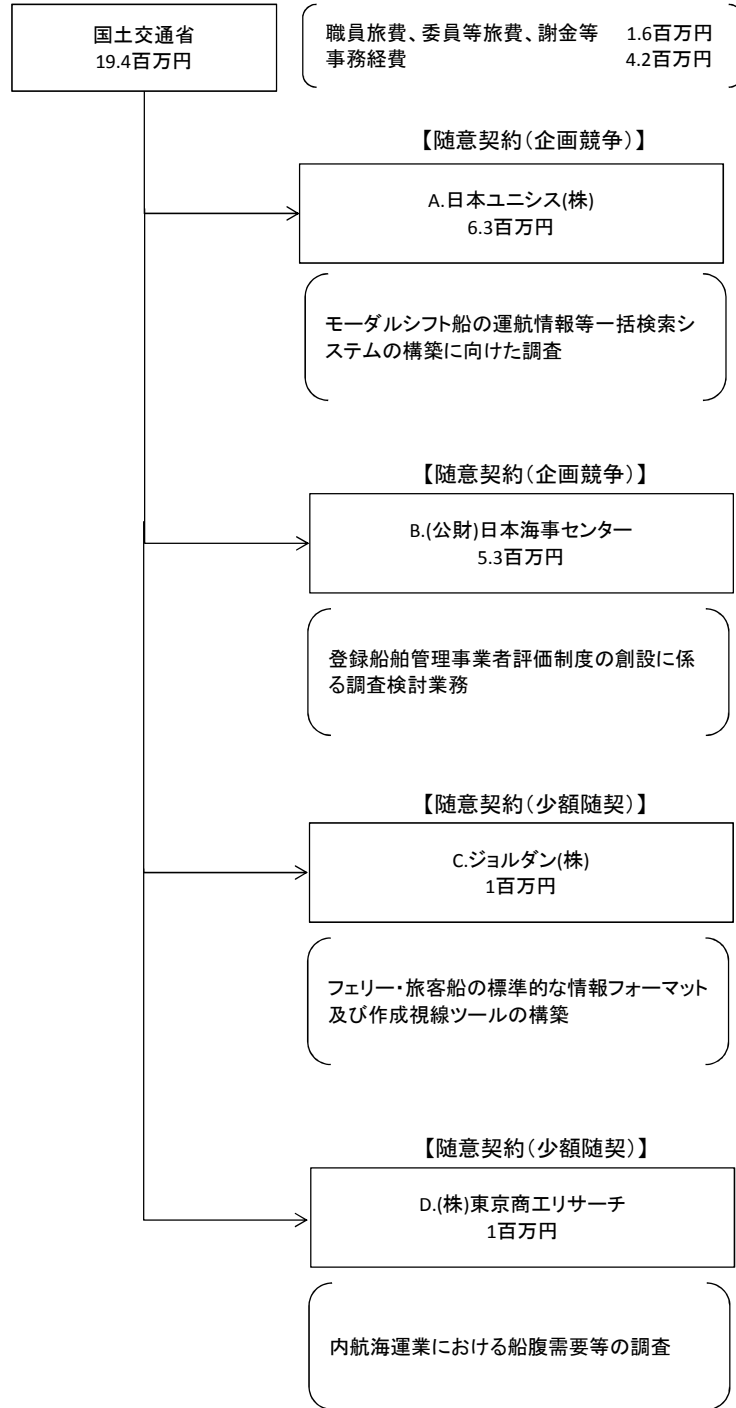 国土交通省
19.4百万円
職員旅費、委員等旅費、謝金等 1.6百万円
事務経費 4.2百万円
【随意契約(企画競争)】
A.日本ユニシス(株)
6.3百万円
モーダルシフト船の運航情報等一括検索シ
ステムの構築に向けた調査
【随意契約(企画競争)】
B.(公財)日本海事センター
5.3百万円
登録船舶管理事業者評価制度の創設に係
る調査検討業務
【随意契約(少額随契)】
C.ジョルダン(株)
1百万円
フェリー・旅客船の標準的な情報フォーマット
及び作成視線ツールの構築
【随意契約(少額随契)】
D.(株)東京商工リサーチ
1百万円
内航海運業における船腹需要等の調査